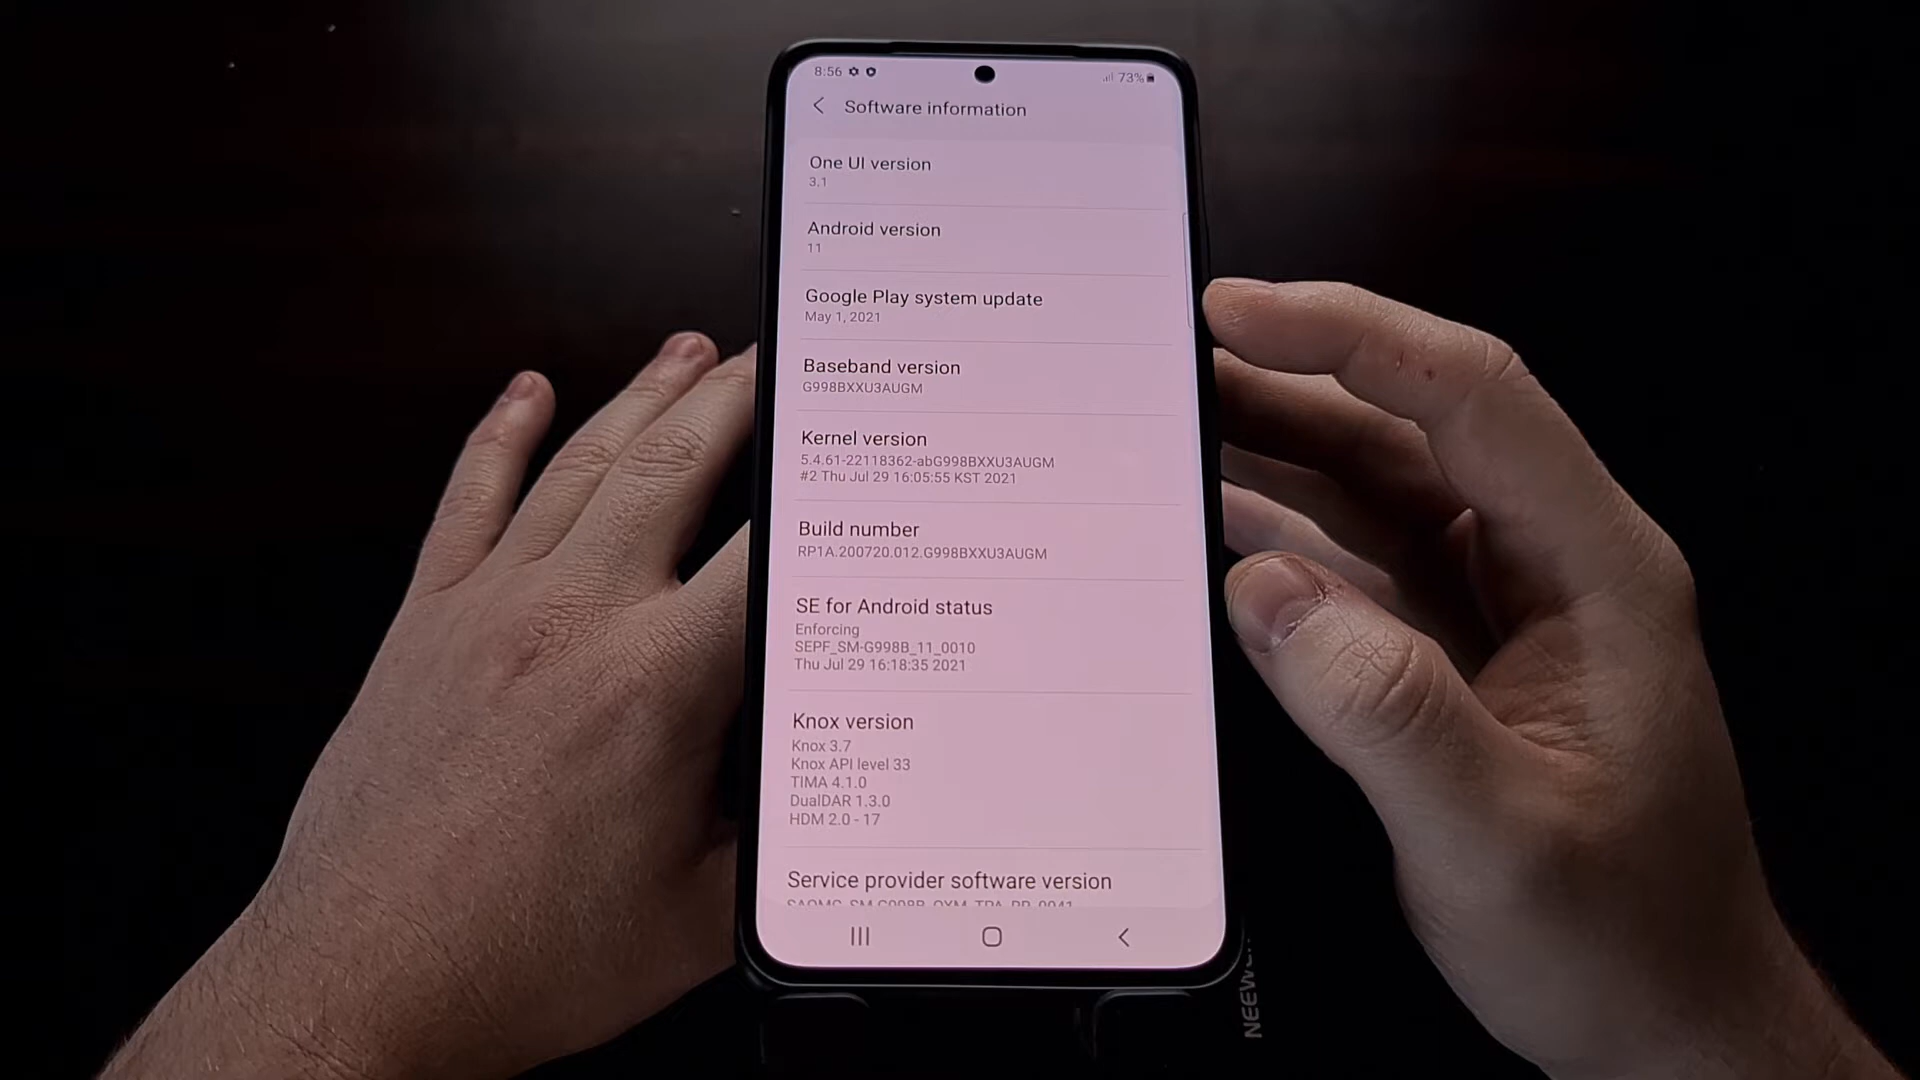 8:56
73%
Software information
One UI version
3.1
Android version
11
Google Play system update
May 1, 2021
Baseband version
G998BXXU3AUGM
Kernel version
5.4.61-22118362-abG998BXXU3AUGM
#2 Thu Jul 29 16:05:55 KST 2021
Build number
RP1A.200720.012.G998BXXU3AUGM
SE for Android status
Enforcing
SEPF_SM-G998B_11_0010
Thu Jul 29 16:18:35 2021
Knox version
Knox 3.7
Knox API level 33
TIMA 4.1.0
DualDAR 1.3.0
HDM 2.0 - 17
Service provider software version